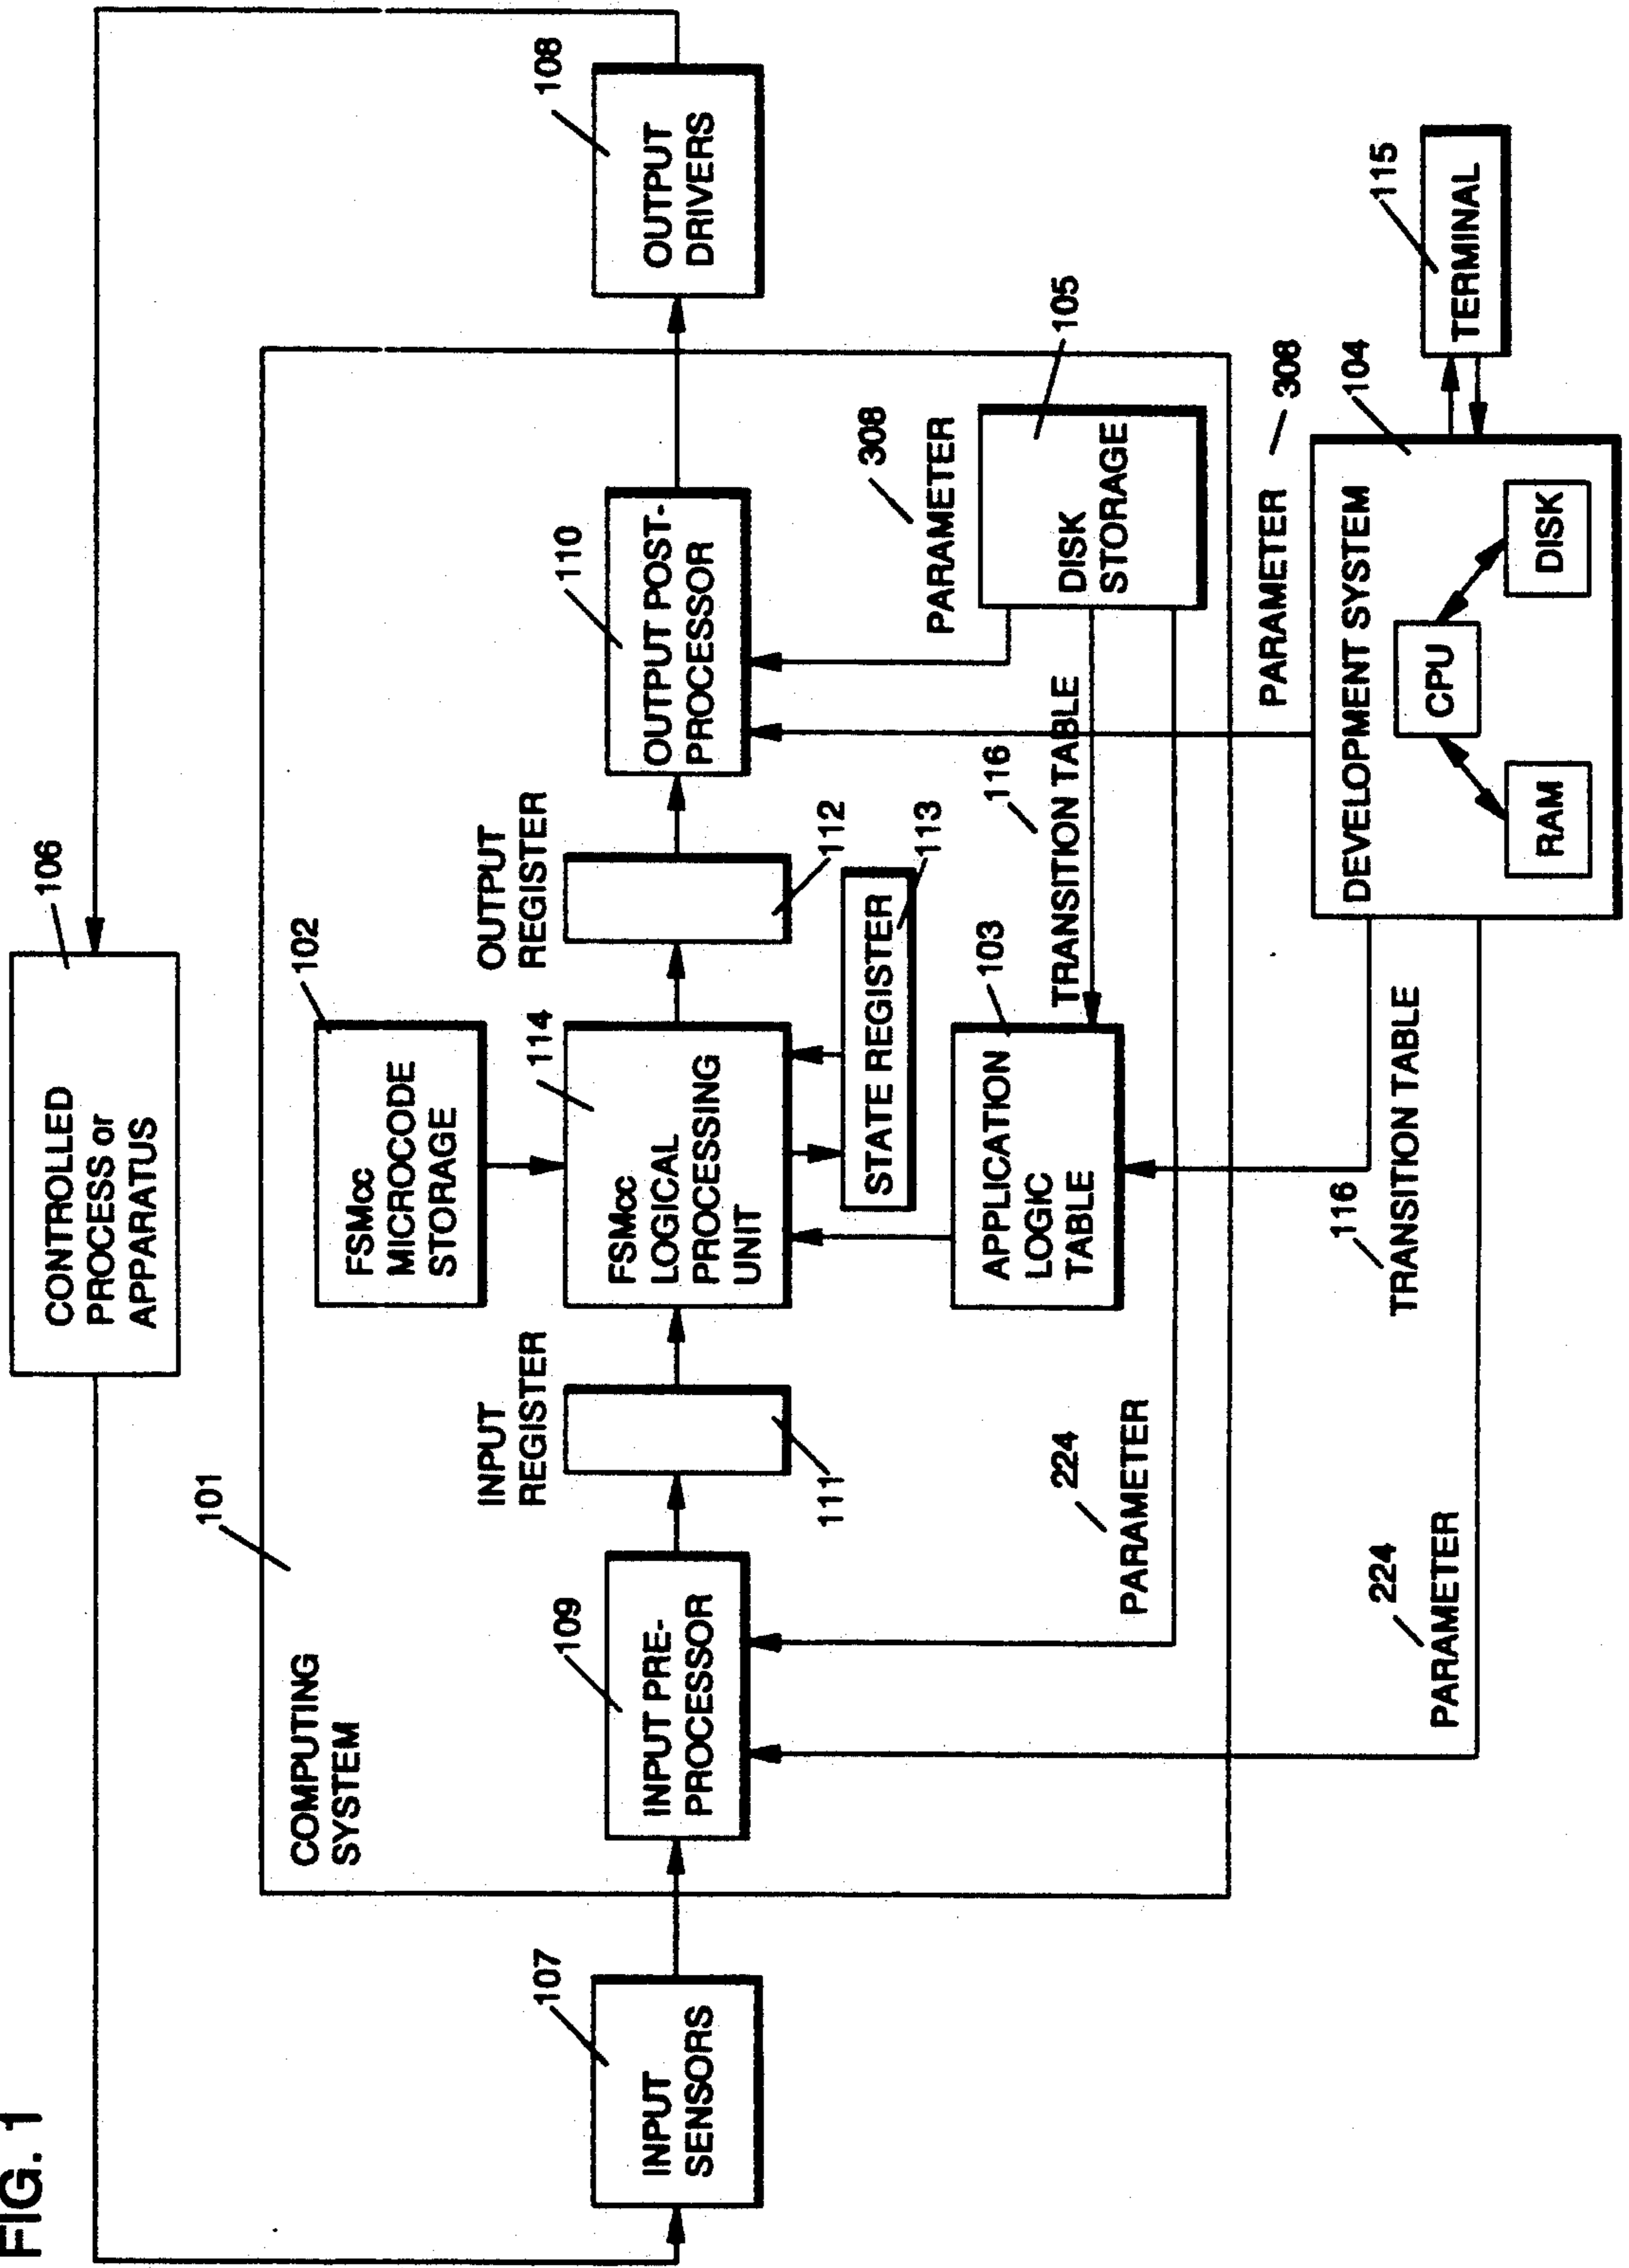 FIG. 1
106
CONTROLLED
PROCESS or
APPARATUS
101
COMPUTING
SYSTEM
102
FSMcc
MICROCODE
STORAGE
107
INPUT
SENSORS
109
INPUT PRE-
PROCESSOR
INPUT
REGISTER
111
114
FSMcc
LOGICAL
PROCESSING
UNIT
OUTPUT
REGISTER
112
110
OUTPUT POST-
PROCESSOR
108
OUTPUT
DRIVERS
STATE REGISTER
113
103
APPLICATION
LOGIC
TABLE
116
TRANSITION TABLE
308
PARAMETER
105
DISK
STORAGE
224
PARAMETER
224
PARAMETER
116
TRANSITION TABLE
PARAMETER
308
104
DEVELOPMENT SYSTEM
RAM
CPU
DISK
115
TERMINAL